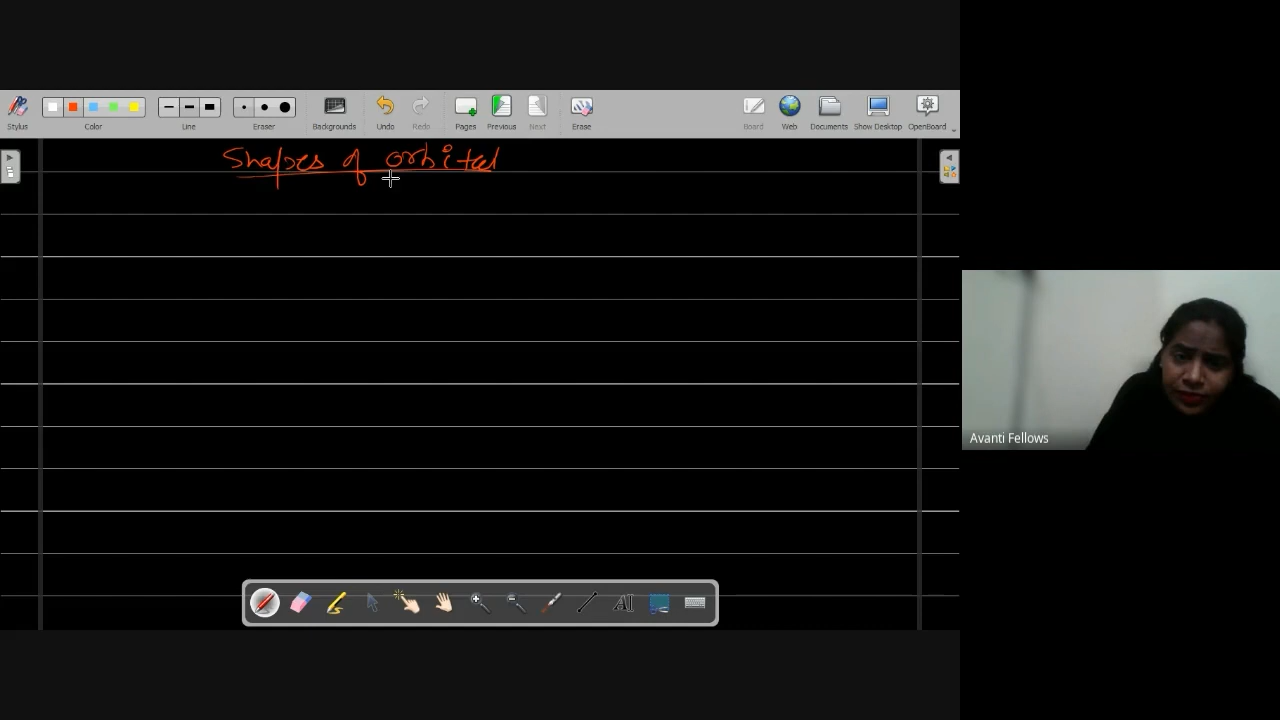 Stylus Color Line Eraser Backgrounds Undo Redo Pages Previous Next Erase Board Web Documents Show Desktop OpenBoard
Shapes of orbital
Avanti Fellows
AI